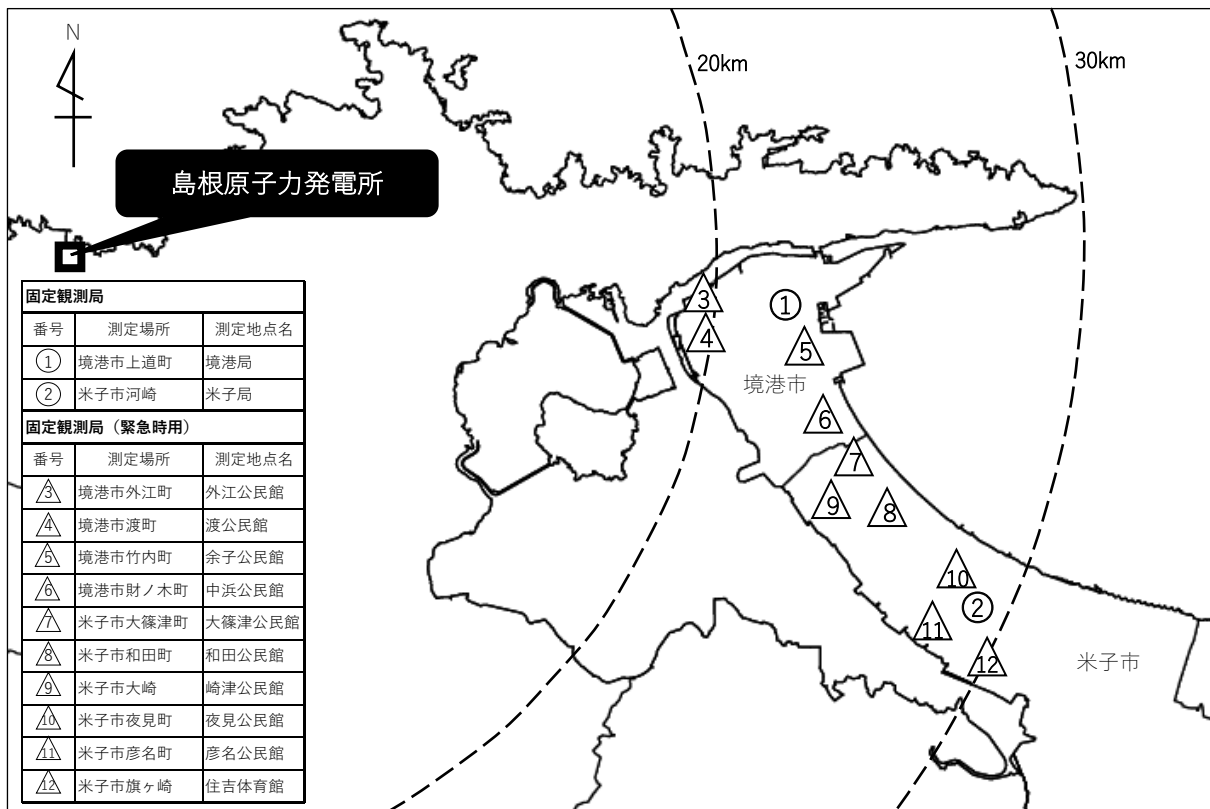 N
20km
30km
島根原子力発電所
固定観測局
番号 測定場所 測定地点名
① 境港市上道町 境港局
② 米子市河崎 米子局
固定観測局（緊急時用）
番号 測定場所 測定地点名
3 境港市外江町 外江公民館
4 境港市渡町 渡公民館
5 境港市竹内町 余子公民館
6 境港市財ノ木町 中浜公民館
7 米子市大篠津町 大篠津公民館
8 米子市和田町 和田公民館
9 米子市大崎 崎津公民館
10 米子市夜見町 夜見公民館
11 米子市彦名町 彦名公民館
12 米子市旗ヶ崎 住吉体育館
3
①
4
5
境港市
6
7
9
8
10
②
11
12
米子市